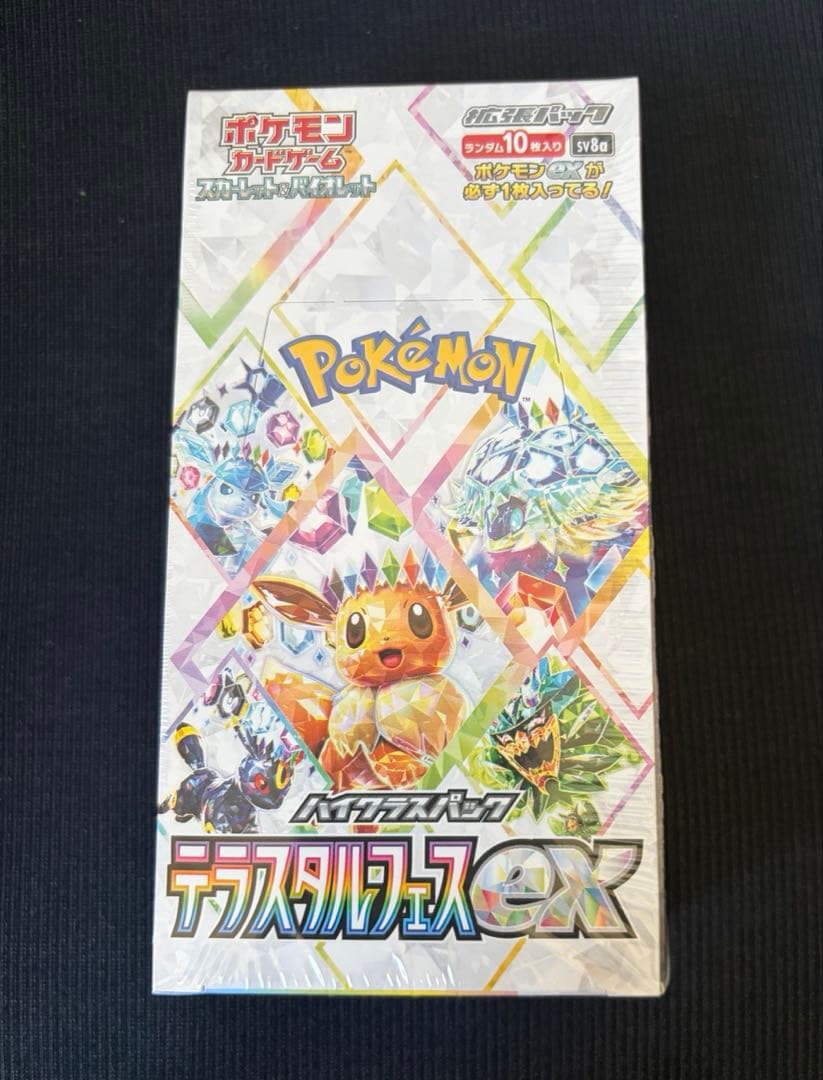 ポケモン
カードゲーム
スカーレット&バイオレット
拡張パック
ランダム10枚入り SV8a
ポケモンexが
必ず1枚入ってる!
POKÉMON
TM
ハイクラスパック
テラスタル・フェスex